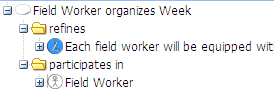 Field Worker organizes Week
refines
Each field worker will be equipped wit
participates in
Field Worker